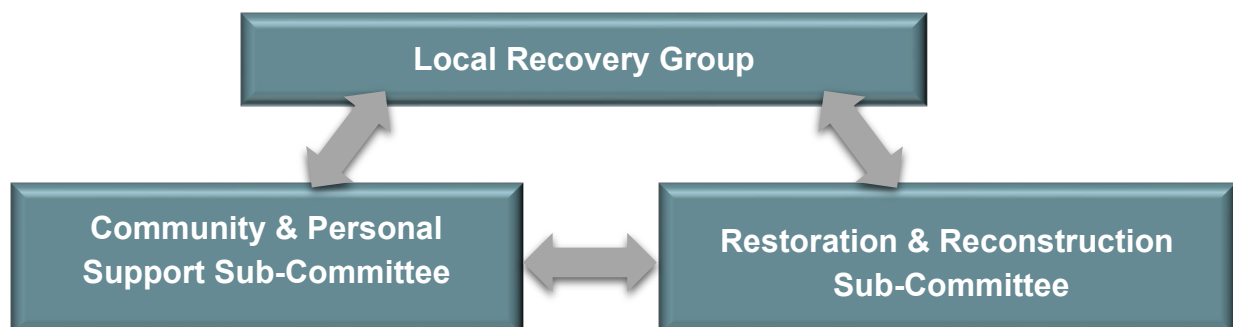 Local Recovery Group
Community & Personal
Support Sub-Committee
Restoration & Reconstruction
Sub-Committee